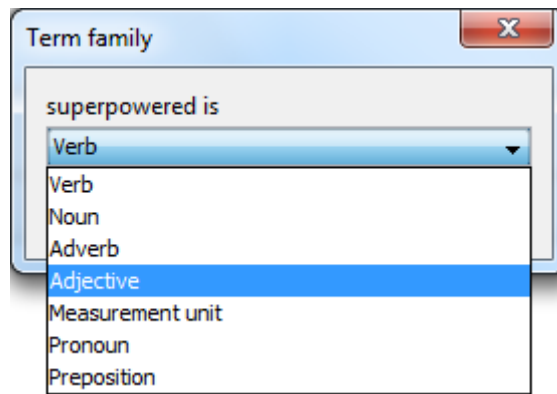 Term family
superpowered is
Verb
Verb
Noun
Adverb
Adjective
Measurement unit
Pronoun
Preposition